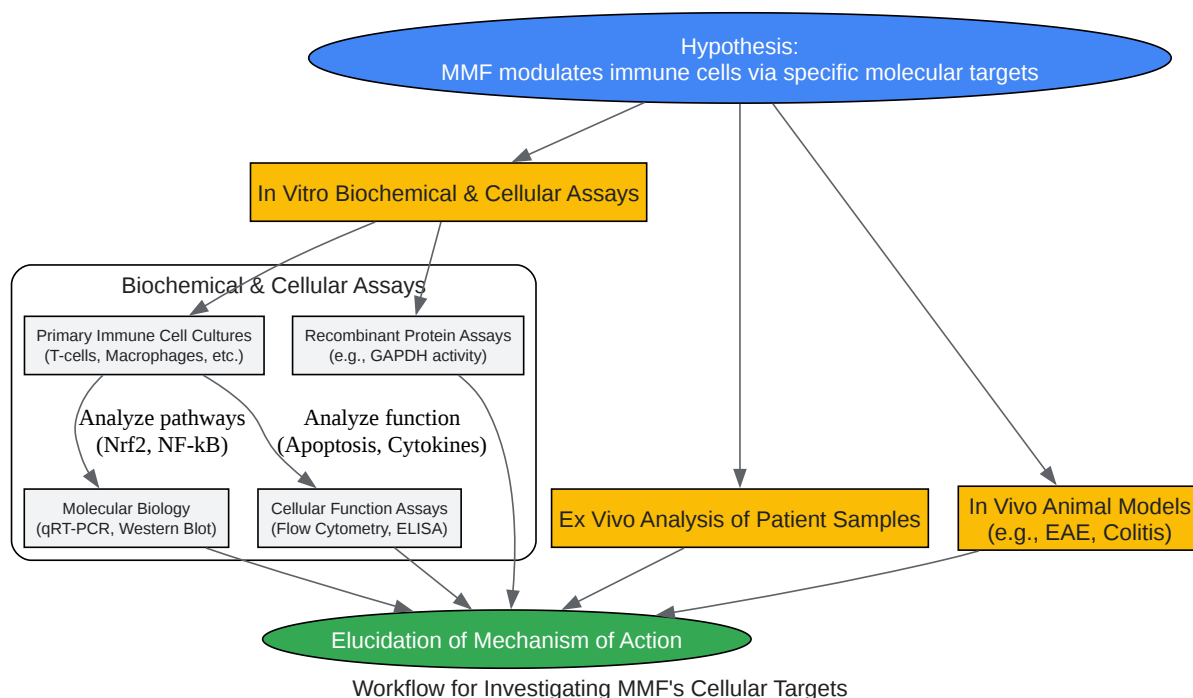 Hypothesis:
MMF modulates immune cells via specific molecular targets
In Vitro Biochemical & Cellular Assays
Biochemical & Cellular Assays
Primary Immune Cell Cultures
(T-cells, Macrophages, etc.)
Recombinant Protein Assays
(e.g., GAPDH activity)
Analyze pathways
(Nrf2, NF-kB)
Analyze function
(Apoptosis, Cytokines)
Molecular Biology
(qRT-PCR, Western Blot)
Cellular Function Assays
(Flow Cytometry, ELISA)
Ex Vivo Analysis of Patient Samples
In Vivo Animal Models
(e.g., EAE, Colitis)
Elucidation of Mechanism of Action
Workflow for Investigating MMF's Cellular Targets